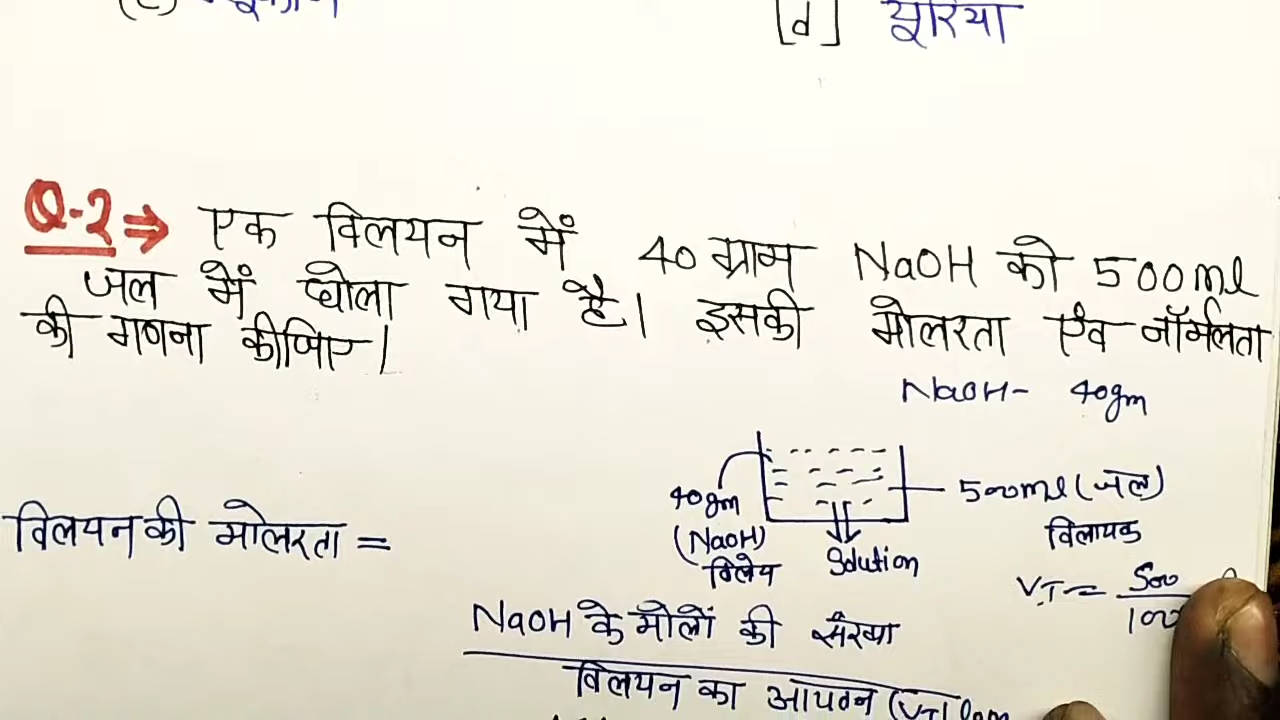 [d] यूरिया
Q-2 ⇒ एक विलयन में 40 ग्राम NaOH को 500ml
जल में घोला गया है। इसकी मोलरता एंव नॉर्मलता
की गणना कीजिए।
NaOH- 40gm
40gm
(NaOH)
विलेय
Solution
500ml (जल)
विलायक
विलयन की मोलरता =
NaOH के मोलों की संख्या
विलयन का आयतन